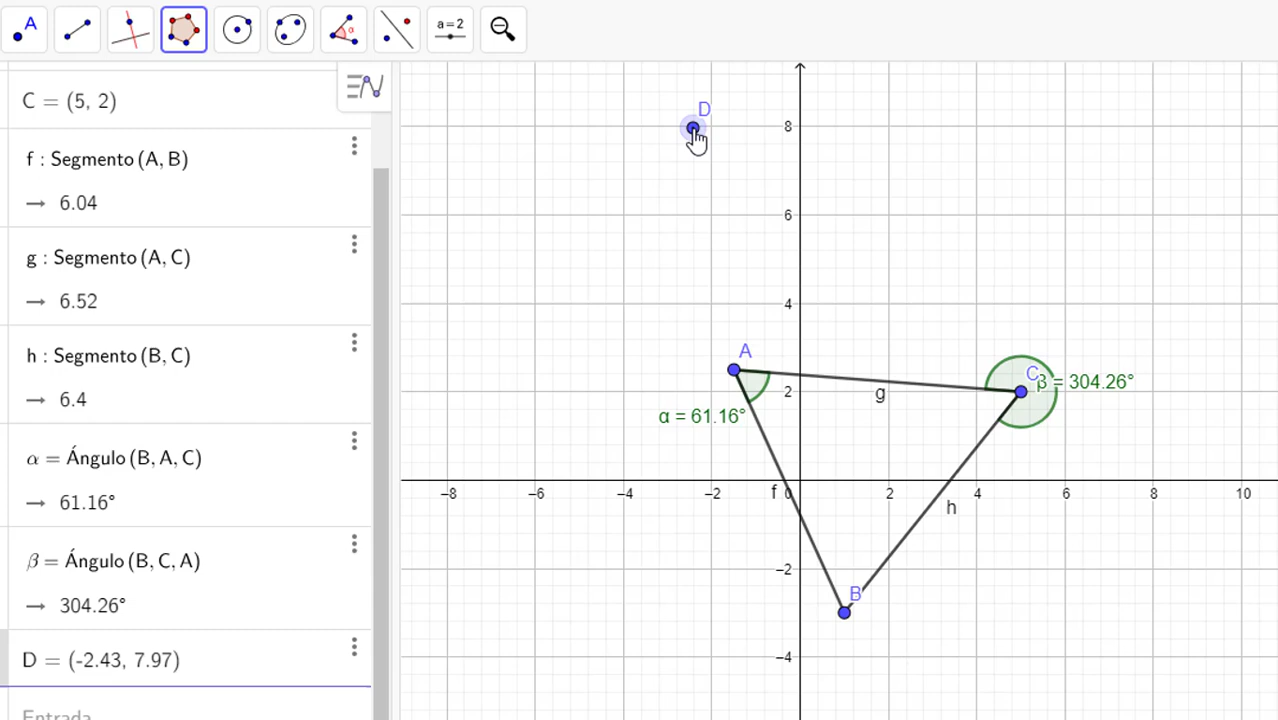 A
α
a = 2
C = (5, 2)
f : Segmento (A, B)
→ 6.04
g : Segmento (A, C)
→ 6.52
h : Segmento (B, C)
→ 6.4
α = Ángulo (B, A, C)
→ 61.16°
β = Ángulo (B, C, A)
→ 304.26°
D = (-2.43, 7.97)
Entrada
D
8
6
4
A
C
β = 304.26°
2
g
α = 61.16°
−8 −6 −4 −2 f 0 2 4 6 8 10
h
−2
B
−4